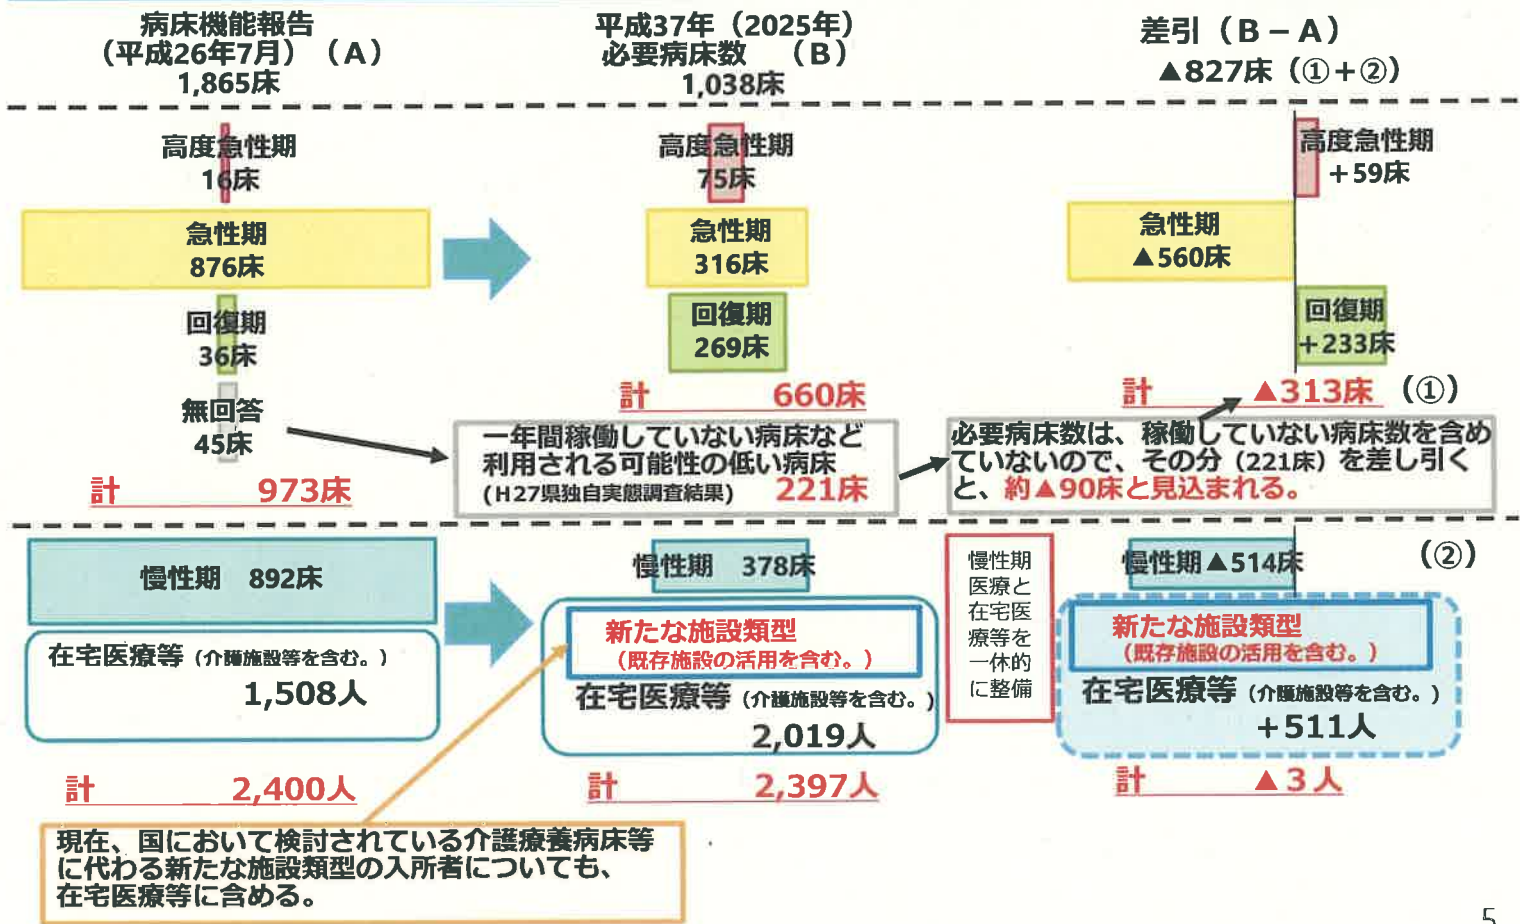 病床機能報告
（平成26年7月）（A）
1,865床
平成37年（2025年）
必要病床数　（B）
1,038床
差引（B－A）
▲827床（①＋②）
高度急性期
16床
急性期
876床
回復期
36床
無回答
45床
計　973床
高度急性期
75床
急性期
316床
回復期
269床
計　660床
一年間稼働していない病床など
利用される可能性の低い病床
(H27県独自実態調査結果)　221床
高度急性期
＋59床
急性期
▲560床
回復期
＋233床
計　▲313床　（①）
必要病床数は、稼働していない病床数を含め
ていないので、その分（221床）を差し引く
と、約▲90床と見込まれる。
慢性期　892床
在宅医療等（介護施設等を含む。）
1,508人
計　2,400人
慢性期　378床
新たな施設類型
（既存施設の活用を含む。）
在宅医療等（介護施設等を含む。）
2,019人
計　2,397人
慢性期
医療と
在宅医
療等を
一休的
に整備
慢性期▲514床
（②）
新たな施設類型
（既存施設の活用を含む。）
在宅医療等（介護施設等を含む。）
＋511人
計　▲３人
現在、国において検討されている介護療養病床等
に代わる新たな施設類型の入所者についても、
在宅医療等に含める。
5